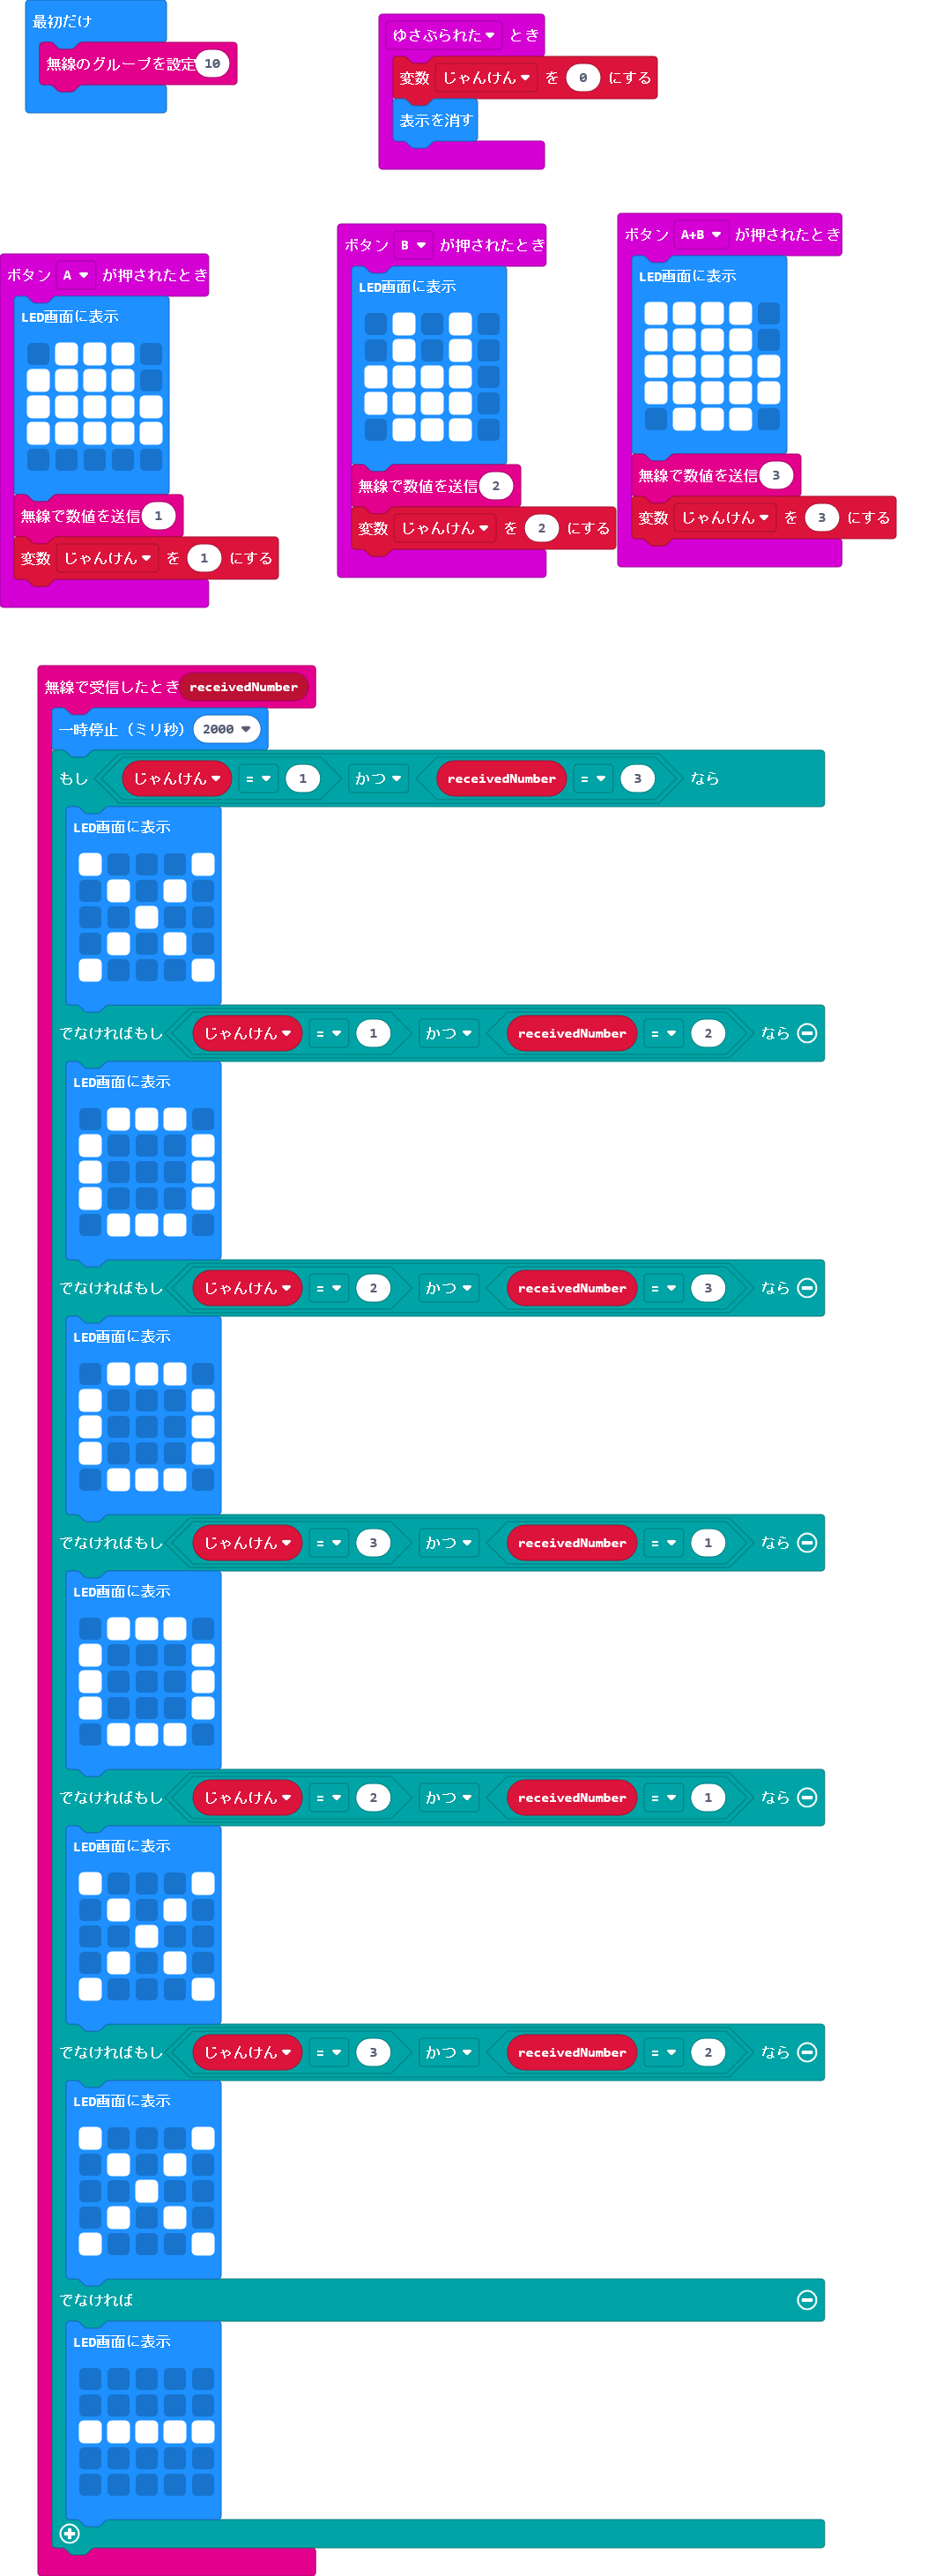 最初だけ
無線のグループを設定 10
ゆさぶられた とき
変数 じゃんけん を 0 にする
表示を消す
ボタン A が押されたとき
LED画面に表示
無線で数値を送信 1
変数 じゃんけん を 1 にする
ボタン B が押されたとき
LED画面に表示
無線で数値を送信 2
変数 じゃんけん を 2 にする
ボタン A+B が押されたとき
LED画面に表示
無線で数値を送信 3
変数 じゃんけん を 3 にする
無線で受信したとき receivedNumber
一時停止（ミリ秒） 2000
もし じゃんけん = 1 かつ receivedNumber = 3 なら
LED画面に表示
でなければもし じゃんけん = 1 かつ receivedNumber = 2 なら
LED画面に表示
でなければもし じゃんけん = 2 かつ receivedNumber = 3 なら
LED画面に表示
でなければもし じゃんけん = 3 かつ receivedNumber = 1 なら
LED画面に表示
でなければもし じゃんけん = 2 かつ receivedNumber = 1 なら
LED画面に表示
でなければもし じゃんけん = 3 かつ receivedNumber = 2 なら
LED画面に表示
でなければ
LED画面に表示